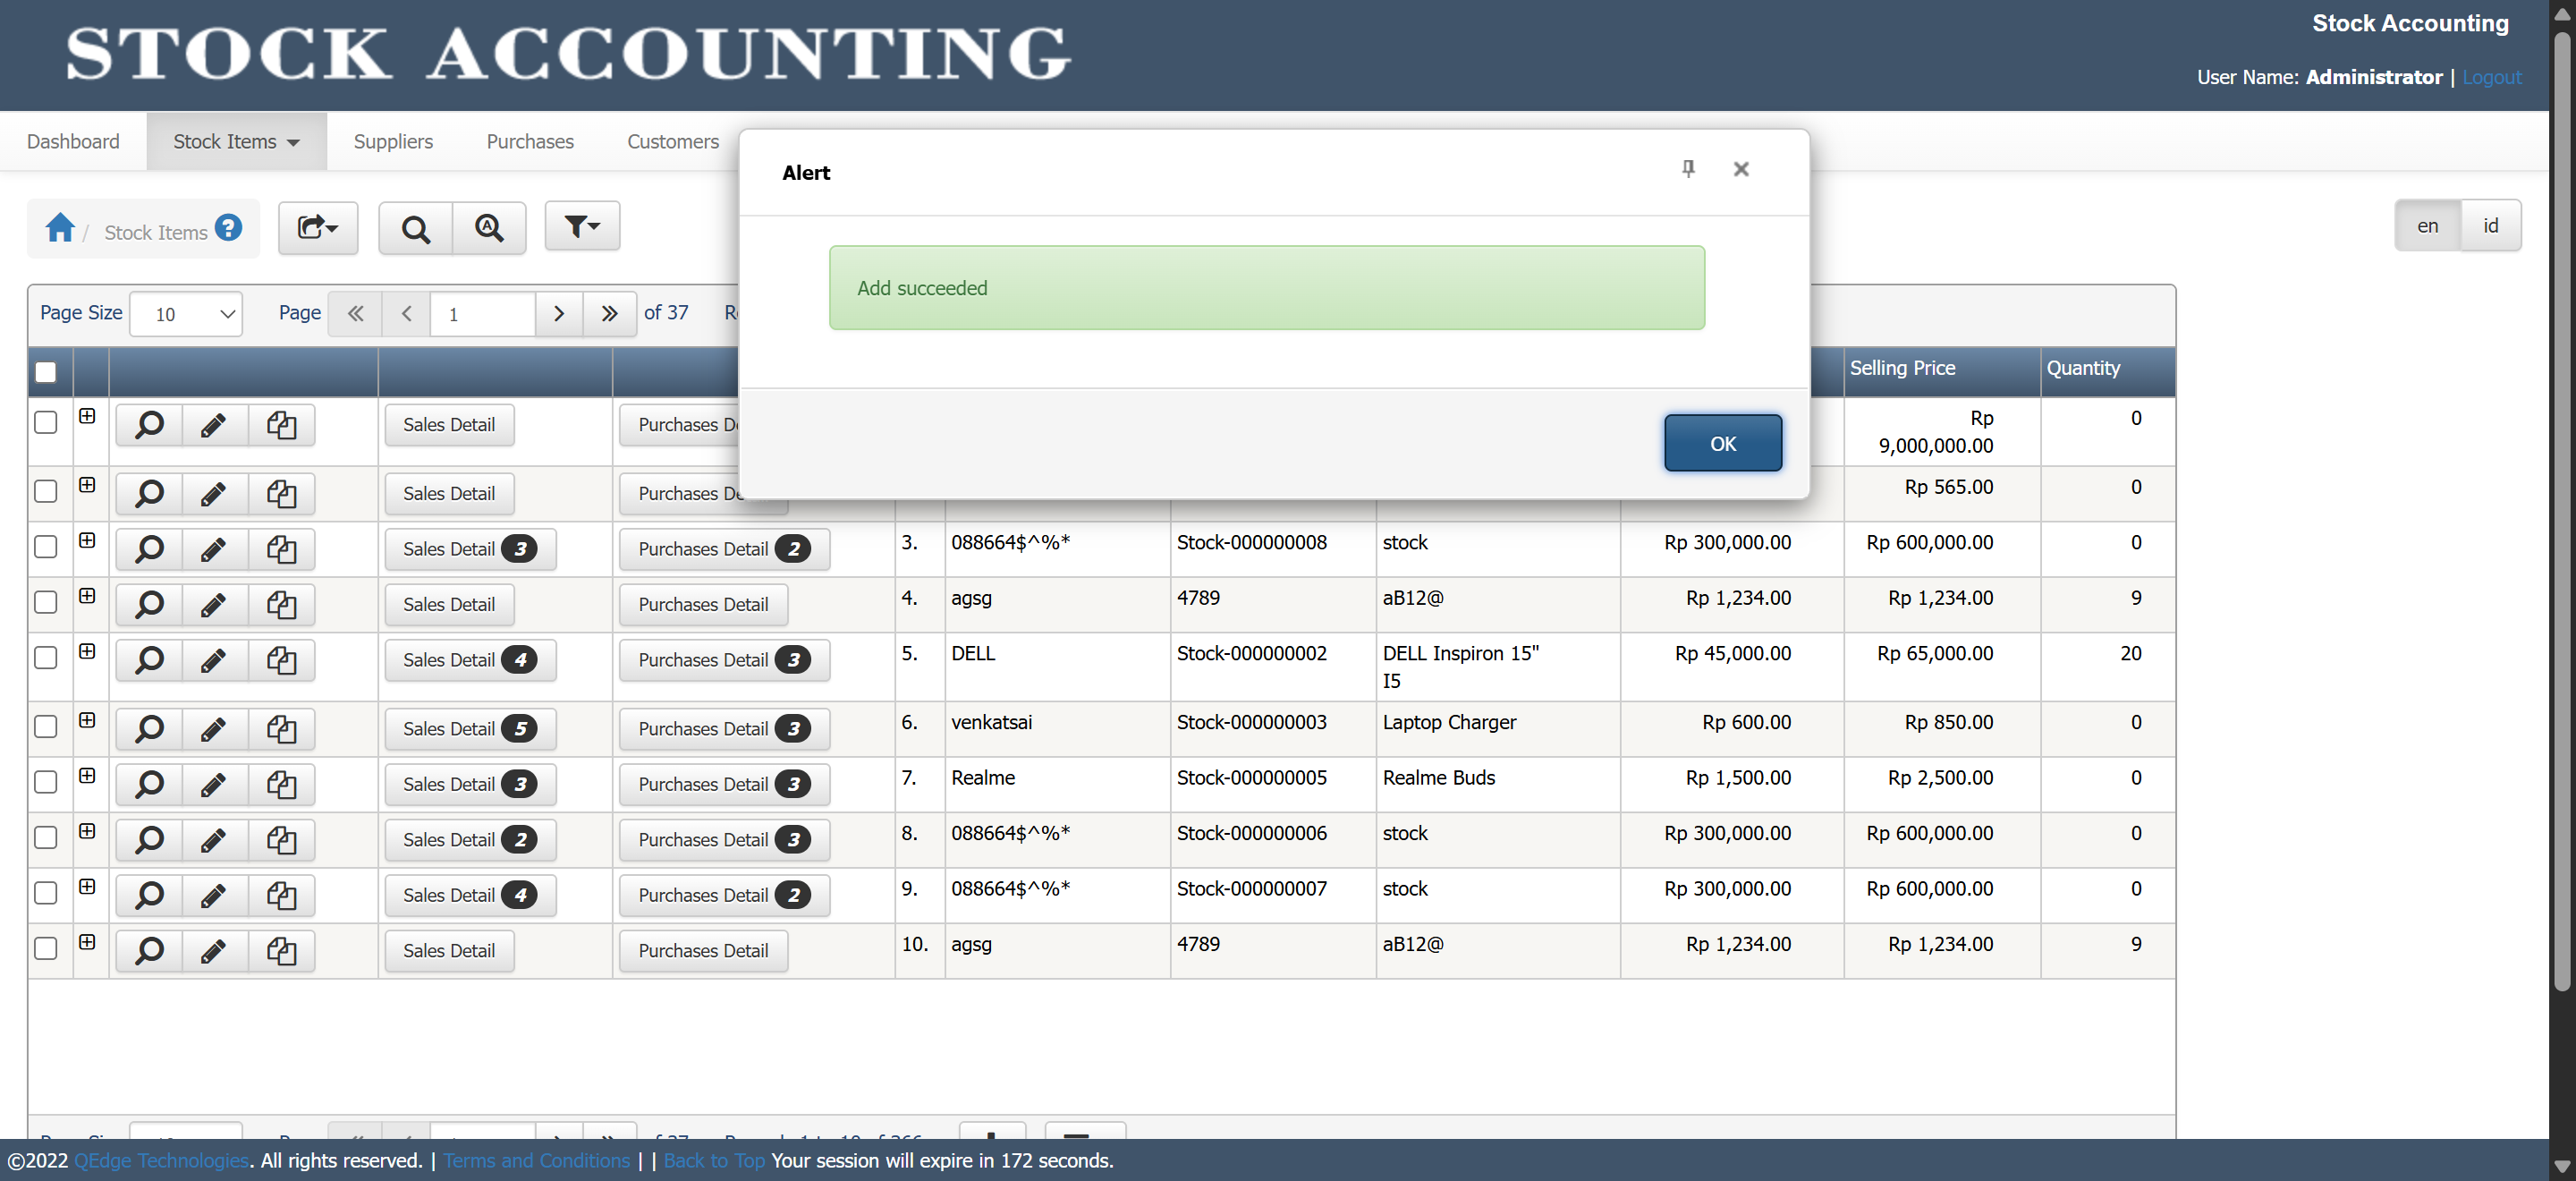 STOCK ACCOUNTING
Stock Accounting
User Name: Administrator | Logout
Dashboard Stock Items Suppliers Purchases Customers
Alert
/ Stock Items
en id
Add succeeded
OK
Page Size 10 Page 1 of 37
Selling Price Quantity
Sales Detail Rp 9,000,000.00 0
Sales Detail Rp 565.00 0
Sales Detail 3 Purchases Detail 2 3. 088664$^%* Stock-000000008 stock Rp 300,000.00 Rp 600,000.00 0
Sales Detail Purchases Detail 4. agsg 4789 aB12@ Rp 1,234.00 Rp 1,234.00 9
Sales Detail 4 Purchases Detail 3 5. DELL Stock-000000002 DELL Inspiron 15" I5 Rp 45,000.00 Rp 65,000.00 20
Sales Detail 5 Purchases Detail 3 6. venkatsai Stock-000000003 Laptop Charger Rp 600.00 Rp 850.00 0
Sales Detail 3 Purchases Detail 3 7. Realme Stock-000000005 Realme Buds Rp 1,500.00 Rp 2,500.00 0
Sales Detail 2 Purchases Detail 3 8. 088664$^%* Stock-000000006 stock Rp 300,000.00 Rp 600,000.00 0
Sales Detail 4 Purchases Detail 2 9. 088664$^%* Stock-000000007 stock Rp 300,000.00 Rp 600,000.00 0
Sales Detail Purchases Detail 10. agsg 4789 aB12@ Rp 1,234.00 Rp 1,234.00 9
©2022 QEdge Technologies. All rights reserved. | Terms and Conditions | | Back to Top Your session will expire in 172 seconds.